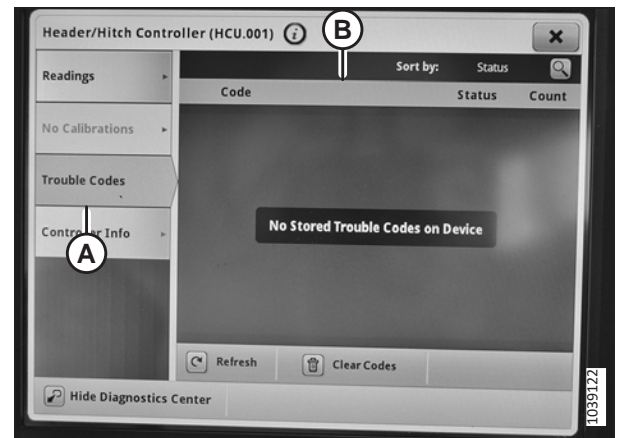 Header/Hitch Controller (HCU.001) i
B
Readings
Sort by: Status
Code Status Count
No Calibrations
Trouble Codes
No Stored Trouble Codes on Device
Controller Info
A
Refresh Clear Codes
Hide Diagnostics Center
1039122